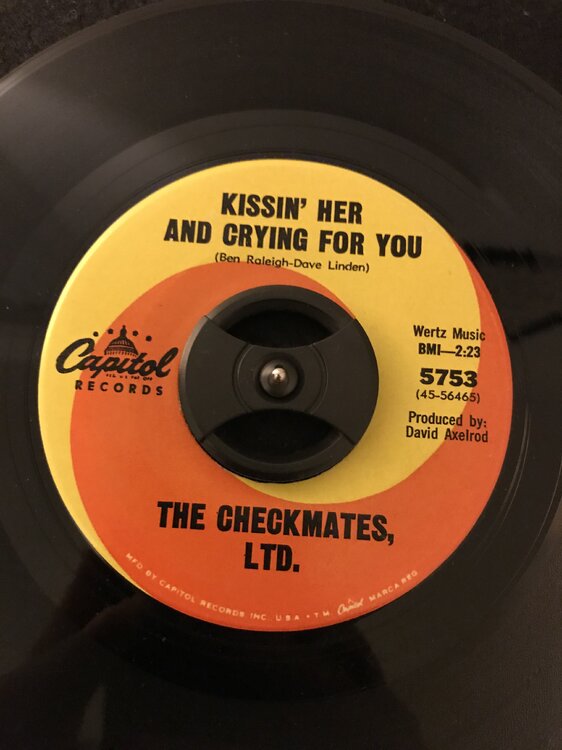 KISSIN' HER
AND CRYING FOR YOU
(Ben Raleigh-Dave Linden)
Capitol
RECORDS
Wertz Music
BMI—2:23
5753
(45-56465)
Produced by:
David Axelrod
THE CHECKMATES,
LTD.
MFD BY CAPITOL RECORDS INC. U.S.A • T.M. Capitol MARCA REG